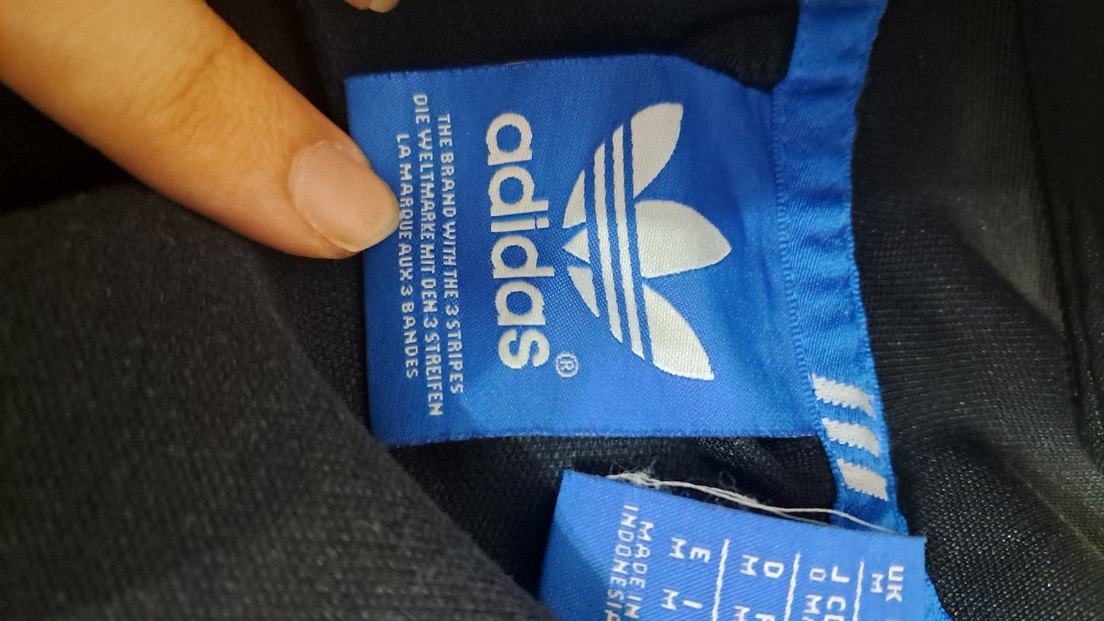 adidas®
THE BRAND WITH THE 3 STRIPES
DIE WELTMARKE MIT DEN 3 STREIFEN
LA MARQUE AUX 3 BANDES
UK
M
J
O
D
M
E I
M M
MADE IN
INDONESIA